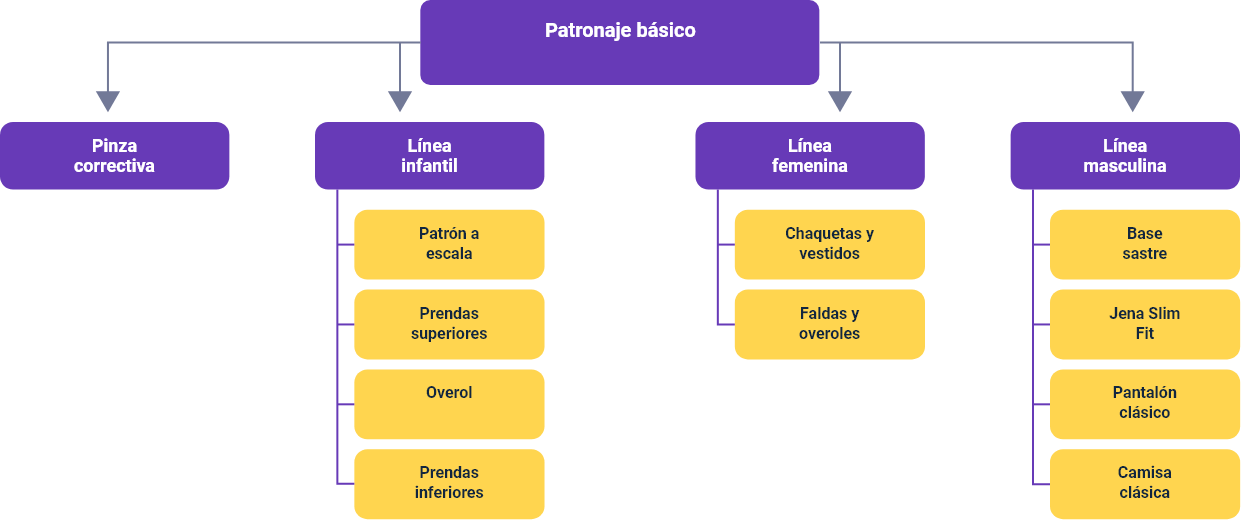 Patronaje básico
Pinza
correctiva
Línea
infantil
Patrón a
escala
Prendas
superiores
Overol
Prendas
inferiores
Línea
femenina
Chaquetas y
vestidos
Faldas y
overoles
Línea
masculina
Base
sastre
Jena Slim
Fit
Pantalón
clásico
Camisa
clásica